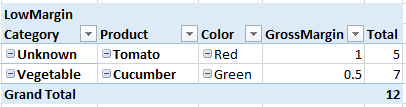 LowMargin
Category Product Color GrossMargin Total
Unknown Tomato Red 1 5
Vegetable Cucumber Green 0.5 7
Grand Total 12